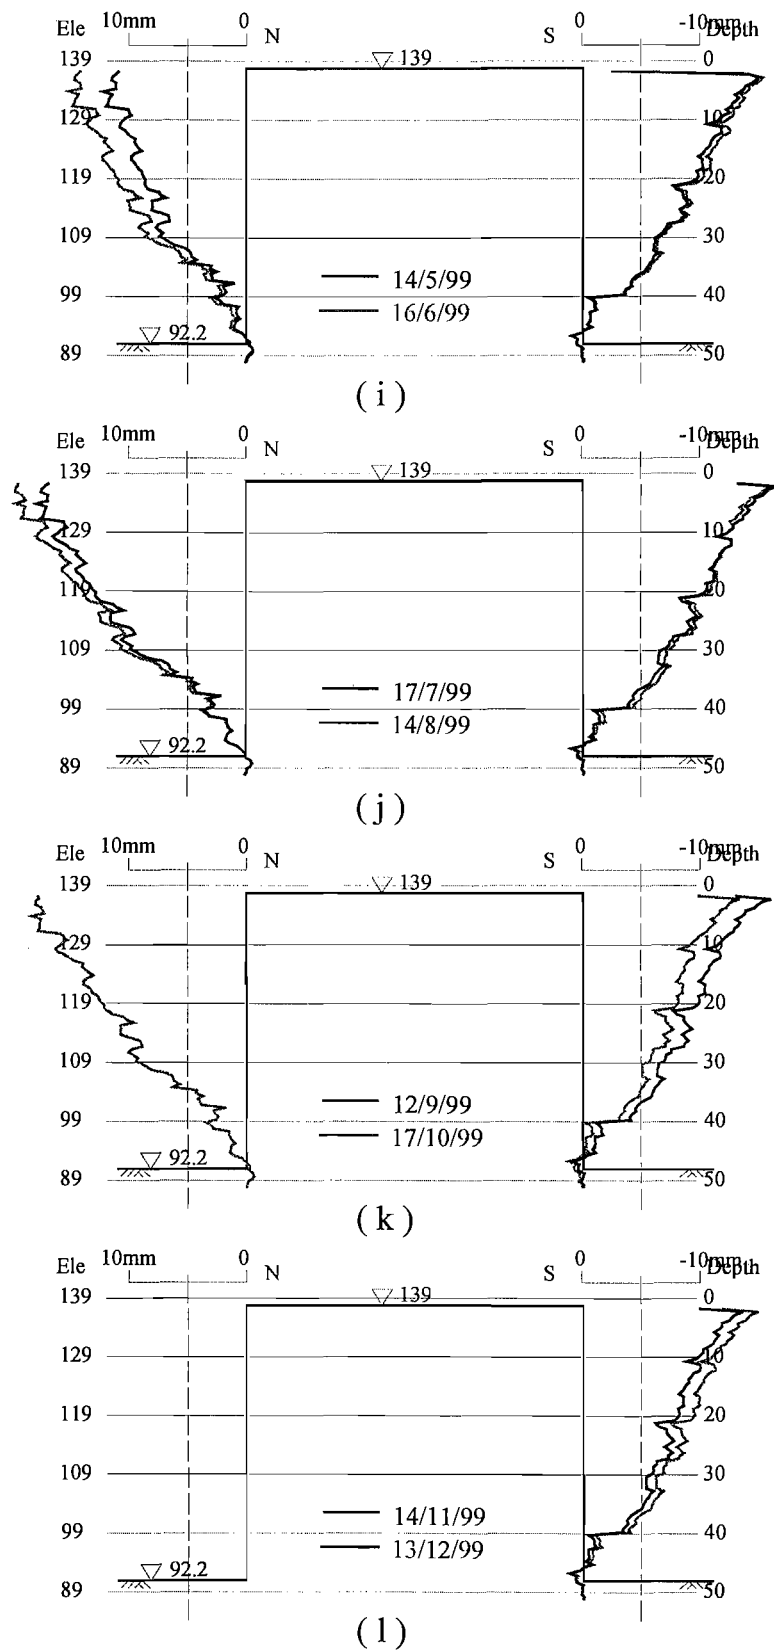 10mm 0 0 -10mm
Ele N S Depth
139 139 0
129 10
119 20
109 30
14/5/99
99 40
16/6/99
92.2
89 50
(i)
10mm 0 0 -10mm
Ele N S Depth
139 139 0
129 10
119 20
109 30
17/7/99
99 40
14/8/99
92.2
89 50
(j)
10mm 0 0 -10mm
Ele N S Depth
139 139 0
129 10
119 20
109 30
12/9/99
99 40
17/10/99
92.2
89 50
(k)
10mm 0 0 -10mm
Ele N S Depth
139 139 0
129 10
119 20
109 30
14/11/99
99 40
13/12/99
92.2
89 50
(l)